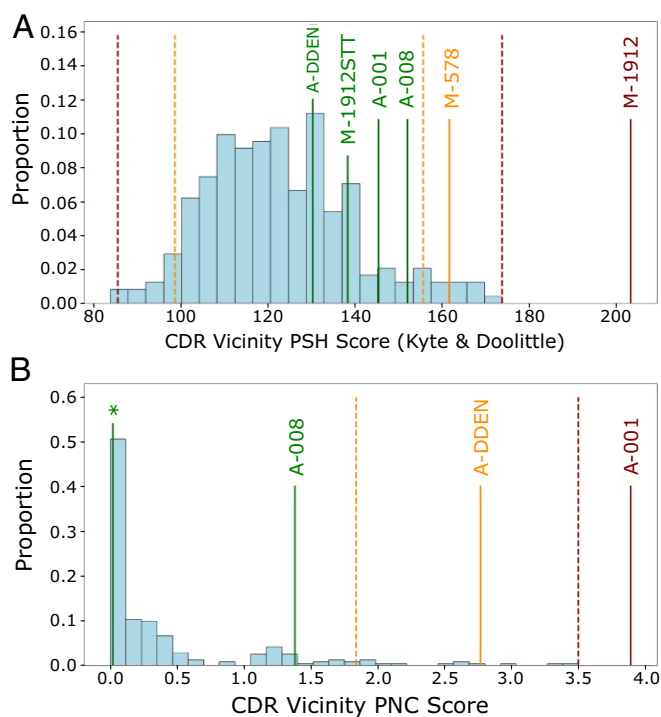 A
Proportion
0.16
0.14
0.12
0.10
0.08
0.06
0.04
0.02
0.00
A-DDEN
M-1912STT
A-001
A-008
M-578
M-1912
80
100
120
140
160
180
200
CDR Vicinity PSH Score (Kyte & Doolittle)
B
Proportion
0.6
0.5
0.4
0.3
0.2
0.1
0.0
*
A-008
A-DDEN
A-001
0.0
0.5
1.0
1.5
2.0
2.5
3.0
3.5
4.0
CDR Vicinity PNC Score